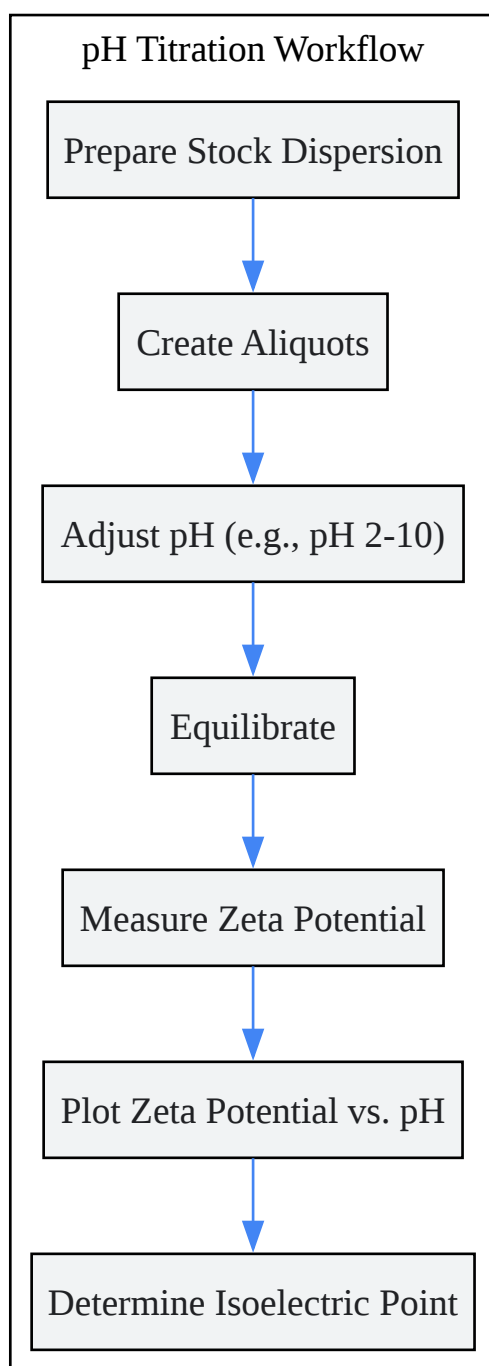 pH Titration Workflow
Prepare Stock Dispersion
Create Aliquots
Adjust pH (e.g., pH 2-10)
Equilibrate
Measure Zeta Potential
Plot Zeta Potential vs. pH
Determine Isoelectric Point